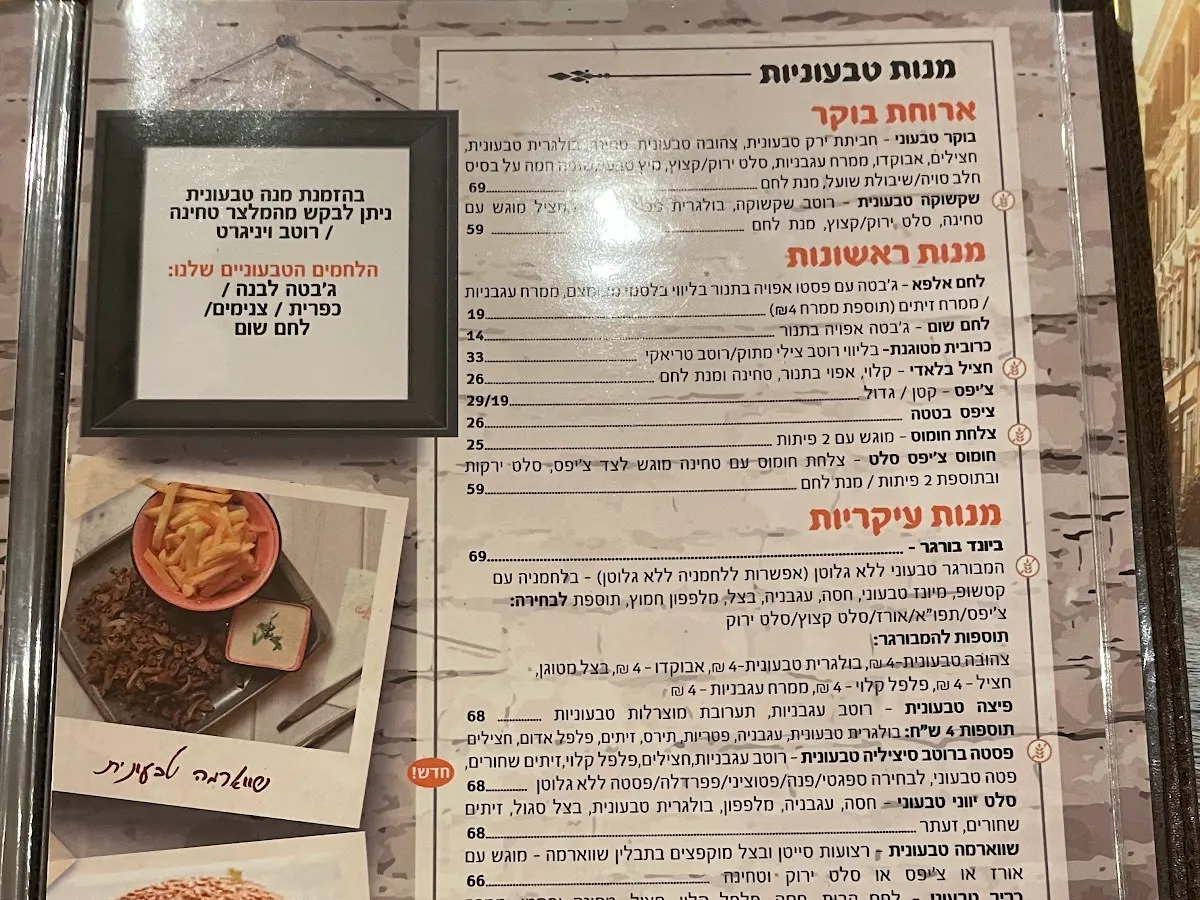 מנות טבעוניות
ארוחת בוקר
בוקר טבעוני - חביתת ירק טבעונית, צהובה טבעונית, בולגרית טבעונית,
חצילים, אבוקדו, ממרח עגבניות, סלט ירוק/קצוץ, מיץ חמה על בסיס
חלב סויה/שיבולת שועל, מנת לחם 69
שקשוקה טבעונית - רוטב שקשוקה, בולגרית חציל מוגש עם
טחינה, סלט ירוק/קצוץ, מנת לחם 59
מנות ראשונות
לחם אלפא - ג'בטה עם פסטו אפויה בתנור בליווי בלסמי מצומצם, ממרח עגבניות
/ ממרח זיתים (תוספת ממרח 4₪) 19
לחם שום - ג'בטה אפויה בתנור 14
כרובית מטוגנת- בליווי רוטב צילי מתוק/רוטב טריאקי 33
חציל בלאדי - קלוי, אפוי בתנור, טחינה ומנת לחם 26
צ'יפס - קטן / גדול 29/19
ציפס בטטה 26
צלחת חומוס - מוגש עם 2 פיתות 25
חומוס צ'יפס סלט - צלחת חומוס עם טחינה מוגש לצד צ'יפס, סלט ירקות
ובתוספת 2 פיתות / מנת לחם 59
מנות עיקריות
ביונד בורגר - 69
המבורגר טבעוני ללא גלוטן (אפשרות ללחמניה ללא גלוטן) - בלחמניה עם
קטשופ, מיונז טבעוני, חסה, עגבניה, בצל, מלפפון חמוץ, תוספת לבחירה:
צ'יפס/תפו"א/אורז/סלט קצוץ/סלט ירוק
תוספות להמבורגר:
צהובה טבעונית-4 ₪, בולגרית טבעונית-4 ₪, אבוקדו - 4 ₪, בצל מטוגן,
חציל - 4 ₪, פלפל קלוי - 4 ₪, ממרח עגבניות - 4 ₪
פיצה טבעונית - רוטב עגבניות, תערובת מוצרלות טבעוניות 68
תוספות 4 ש"ח: בולגרית טבעונית, עגבניה, פטריות, תירס, זיתים, פלפל אדום, חצילים
פסטה ברוטב סיציליה טבעונית - רוטב עגבניות,חצילים,פלפל קלוי,זיתים שחורים,
פטה טבעוני, לבחירה ספגטי/פנה/פטוציני/פפרדלה/פסטה ללא גלוטן 68
סלט יווני טבעוני - חסה, עגבניה, מלפפון, בולגרית טבעונית, בצל סגול, זיתים
שחורים, זעתר 68
שווארמה טבעונית - רצועות סייטן ובצל מוקפצים בתבלין שווארמה - מוגש עם
אורז או צ'יפס או סלט ירוק וטחינה 66
בהזמנת מנה טבעונית
ניתן לבקש מהמלצר טחינה
/ רוטב ויניגרט
הלחמים הטבעוניים שלנו:
ג'בטה לבנה /
כפרית / צנימים/
לחם שום
שווארמה טבעונית
חדש!